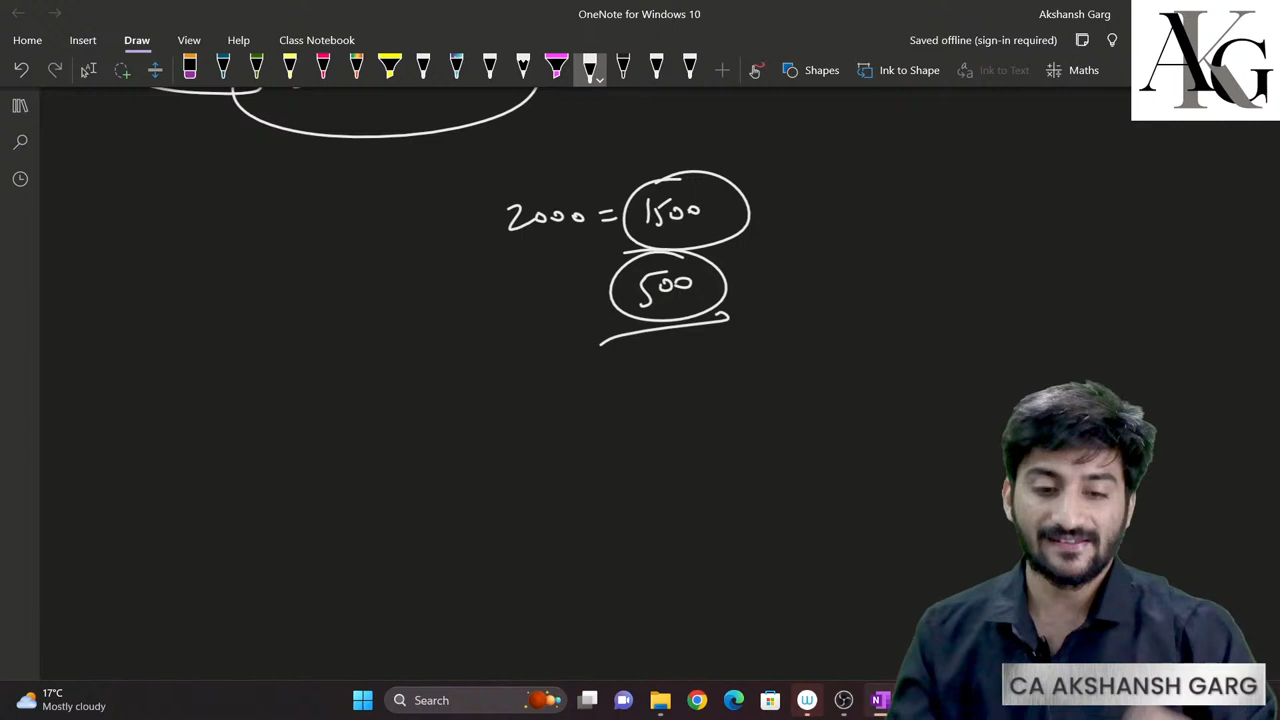 OneNote for Windows 10
Akshansh Garg
Home Insert Draw View Help Class Notebook
Saved offline (sign-in required)
Shapes Ink to Shape Ink to Text Maths
AKG
2000 = 1500
500
CA AKSHANSH GARG
17°C
Mostly cloudy
Search